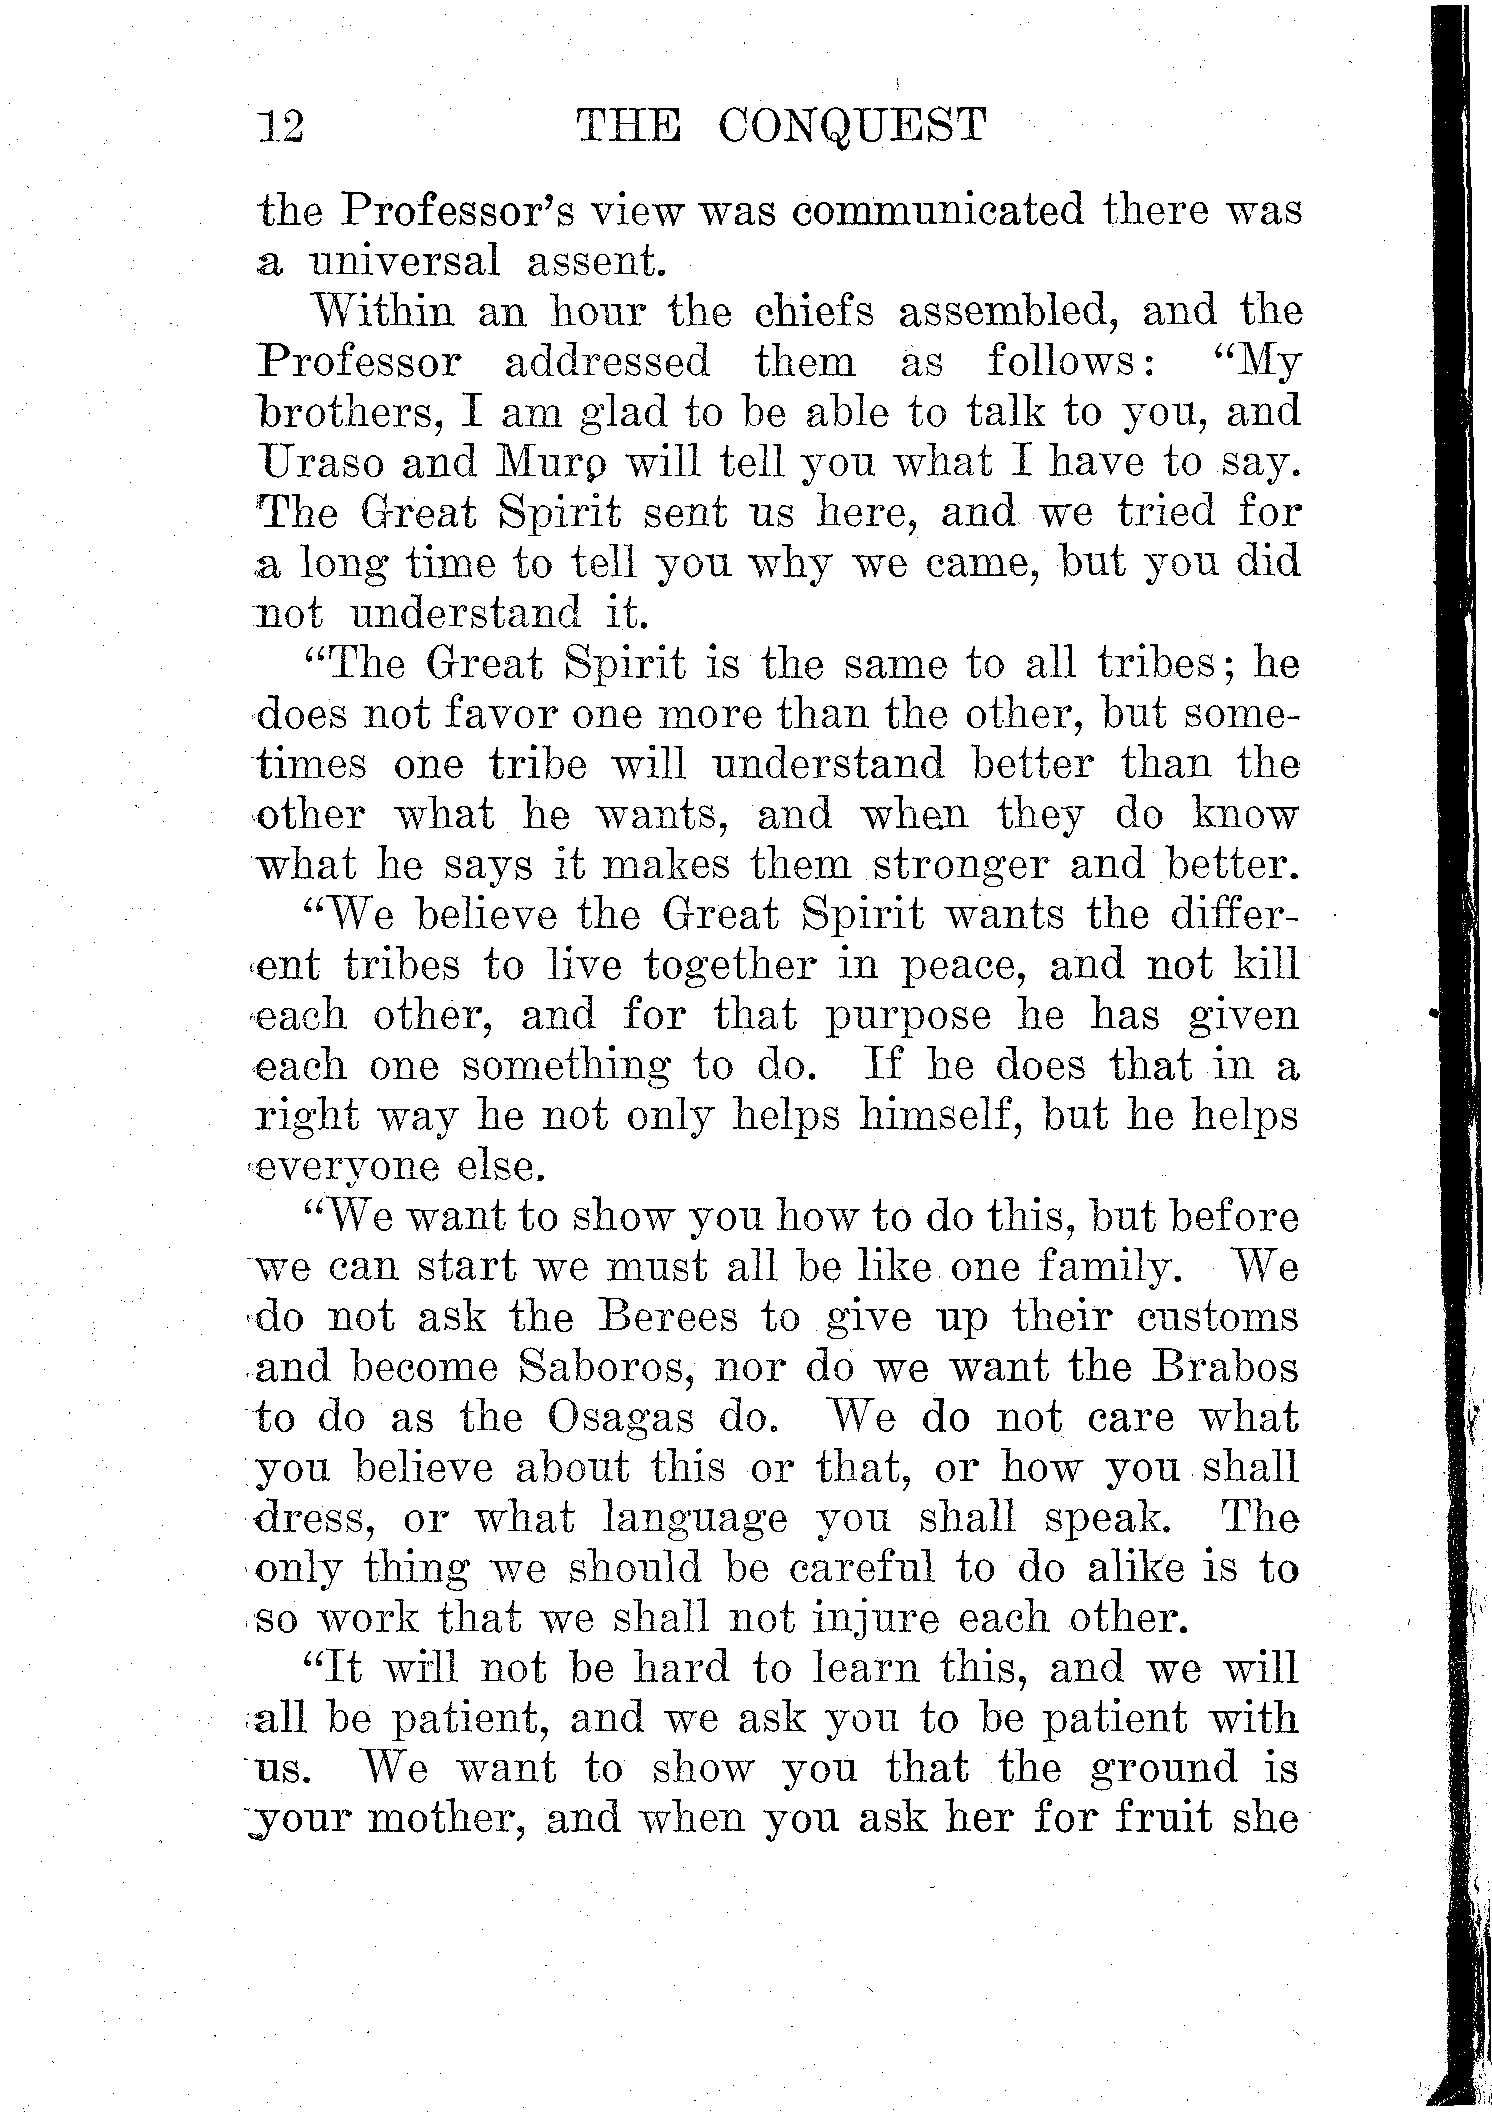 12 THE CONQUEST
the Professor's view was communicated there was
a universal assent.
Within an hour the chiefs assembled, and the
Professor addressed them as follows: "My
brothers, I am glad to be able to talk to you, and
Uraso and Muro will tell you what I have to say.
The Great Spirit sent us here, and we tried for
a long time to tell you why we came, but you did
not understand it.
"The Great Spirit is the same to all tribes; he
does not favor one more than the other, but some-
times one tribe will understand better than the
other what he wants, and when they do know
what he says it makes them stronger and better.
"We believe the Great Spirit wants the differ-
ent tribes to live together in peace, and not kill
each other, and for that purpose he has given
each one something to do. If he does that in a
right way he not only helps himself, but he helps
everyone else.
"We want to show you how to do this, but before
we can start we must all be like one family. We
do not ask the Berees to give up their customs
and become Saboros, nor do we want the Brabos
to do as the Osagas do. We do not care what
you believe about this or that, or how you shall
dress, or what language you shall speak. The
only thing we should be careful to do alike is to
so work that we shall not injure each other.
"It will not be hard to learn this, and we will
all be patient, and we ask you to be patient with
us. We want to show you that the ground is
your mother, and when you ask her for fruit she